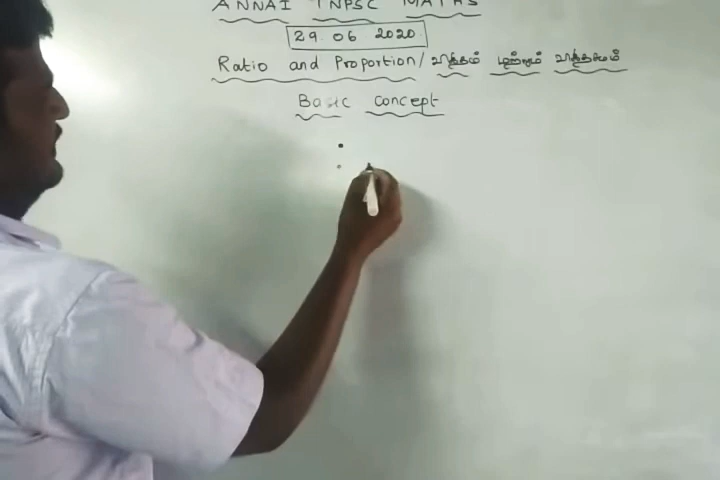 ANNAI TNPSC MATHS
29.06 2020
Ratio and Proportion/
Basic concept
: